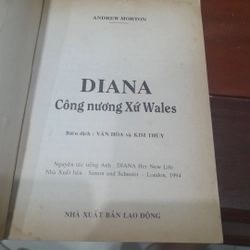 ANDREW MORTON
DIANA
Công nương Xứ Wales
Biên dịch : VĂN HÒA và KIM THỦY
Nguyên tác tiếng Anh : DIANA Her New Life
Nhà Xuất bản : Simon and Schuster - London, 1994
NHÀ XUẤT BẢN LAO ĐỘNG